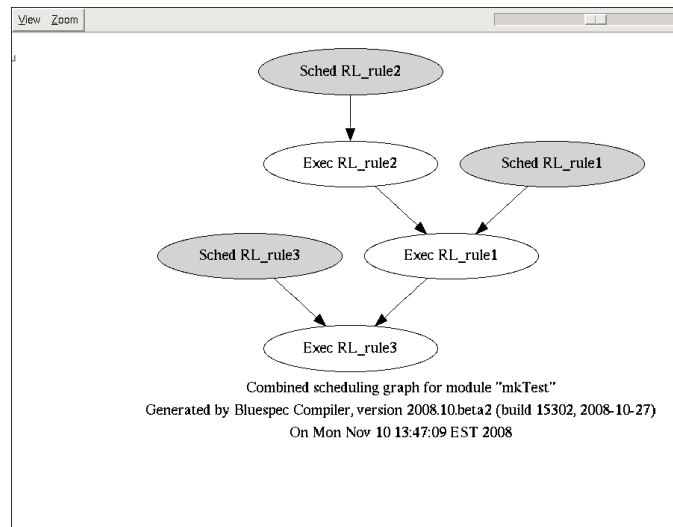 View Zoom
Sched RL_rule2
Exec RL_rule2
Sched RL_rule1
Sched RL_rule3
Exec RL_rule1
Exec RL_rule3
Combined scheduling graph for module "mkTest"
Generated by Bluespec Compiler, version 2008.10.beta2 (build 15302, 2008-10-27)
On Mon Nov 10 13:47:09 EST 2008